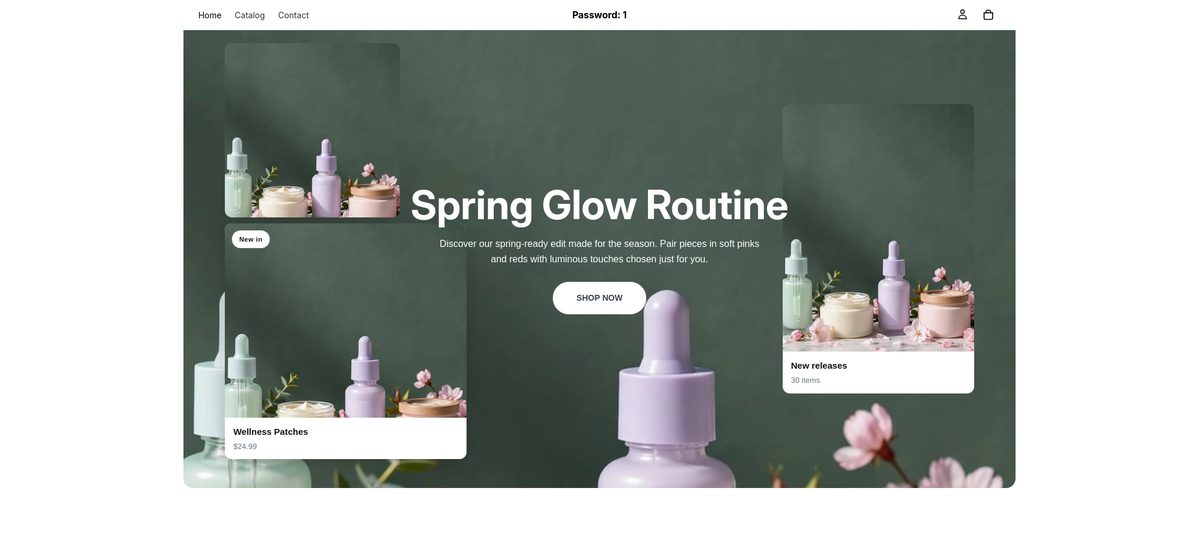 Home
Catalog
Contact
Password: 1
Spring Glow Routine
New in
Discover our spring-ready edit made for the season. Pair pieces in soft pinks
and reds with luminous touches chosen just for you.
SHOP NOW
New releases
30 items
Wellness Patches
$24.99